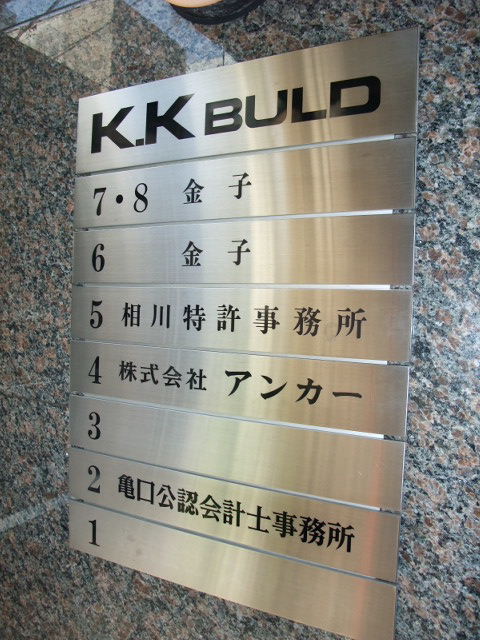 K.K BULD
7・8 金子
6 金子
5 相川特許事務所
4 株式会社 アンカー
3
2 亀口公認会計士事務所
1